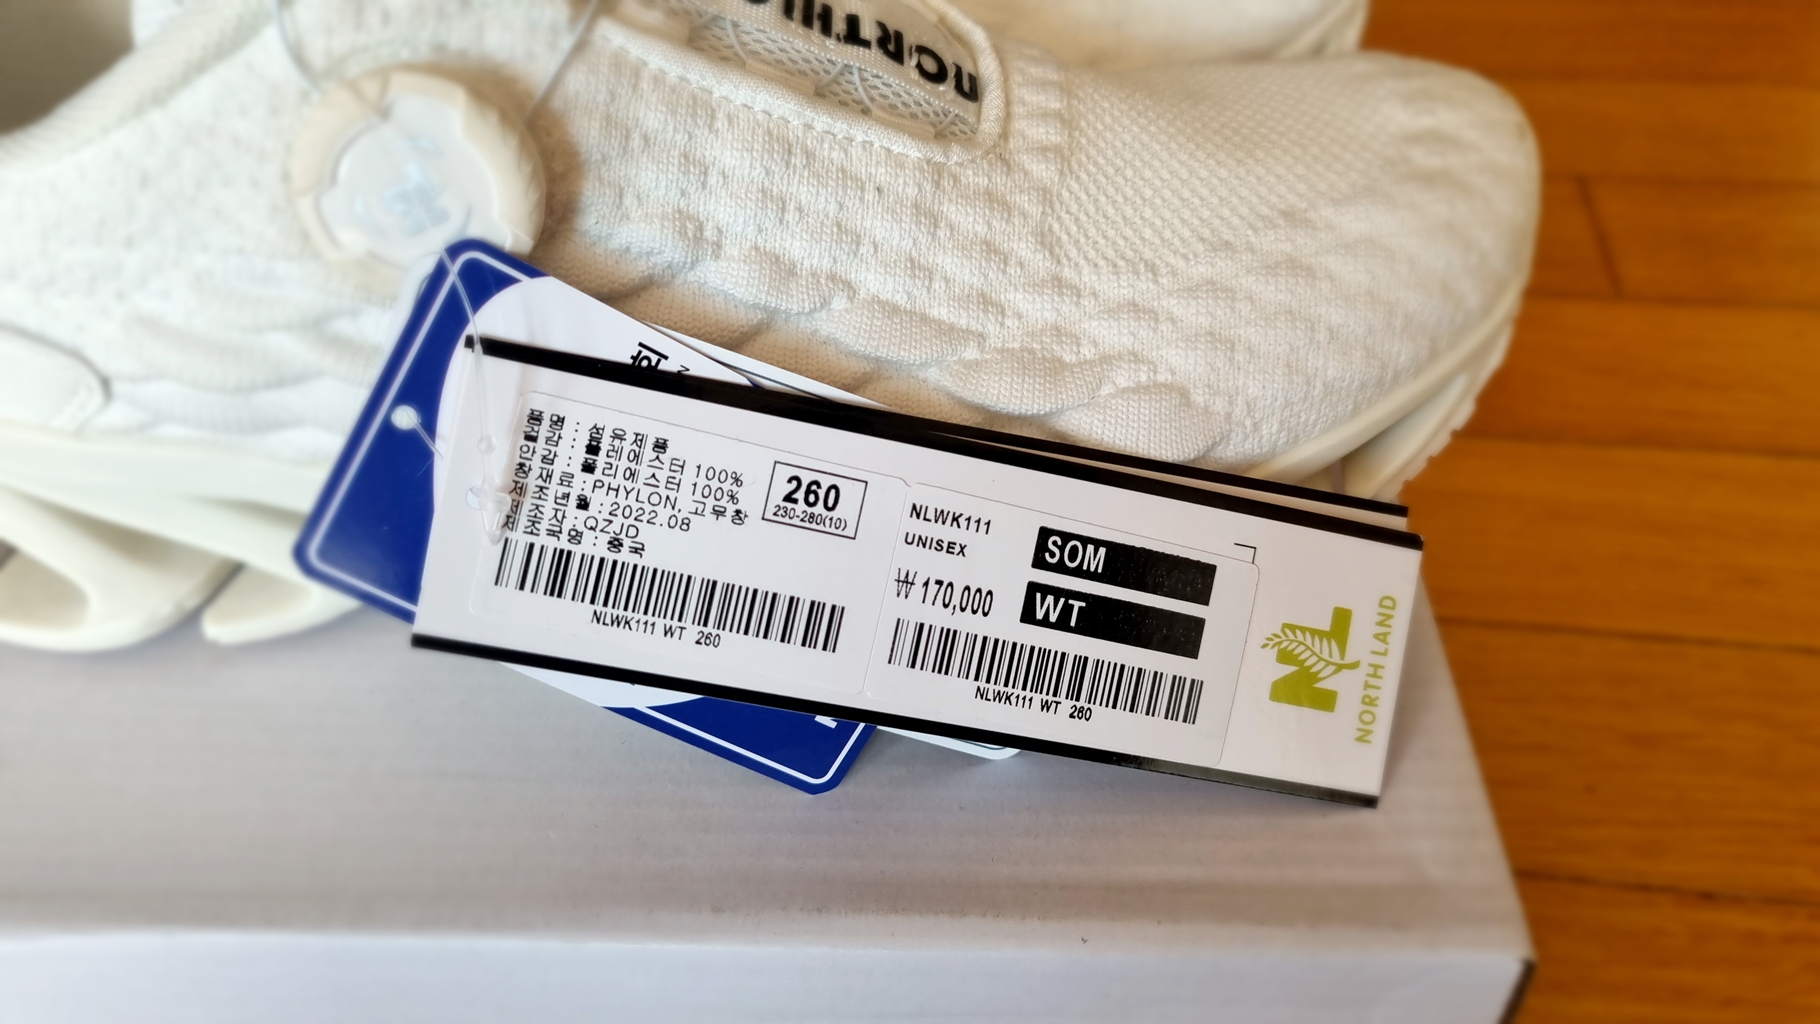 NORTHL
품 명 : 섬유제품
겉 감 : 폴레에스터 100%
안 감 : 폴리에스터 100%
창 재 료 : PHYLON, 고무창
제 조 년 월 : 2022.08
제 조 자 : QZJD
제 조 국 명 : 중국
260
230-280(10)
NLWK111 WT 260
NLWK111
UNISEX
₩ 170,000
SOM
WT
NLWK111 WT 260
NL
NORTH LAND